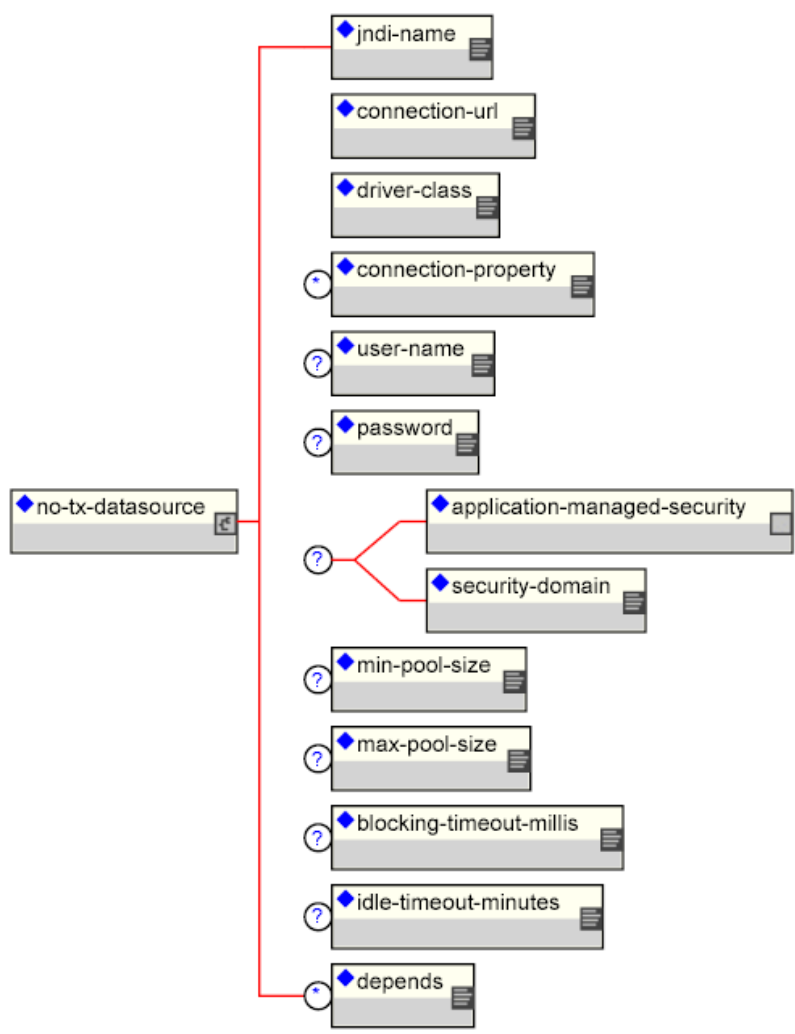 jndi-name
connection-url
driver-class
*
connection-property
?
user-name
?
password
no-tx-datasource
?
application-managed-security
security-domain
?
min-pool-size
?
max-pool-size
?
blocking-timeout-millis
?
idle-timeout-minutes
*
depends